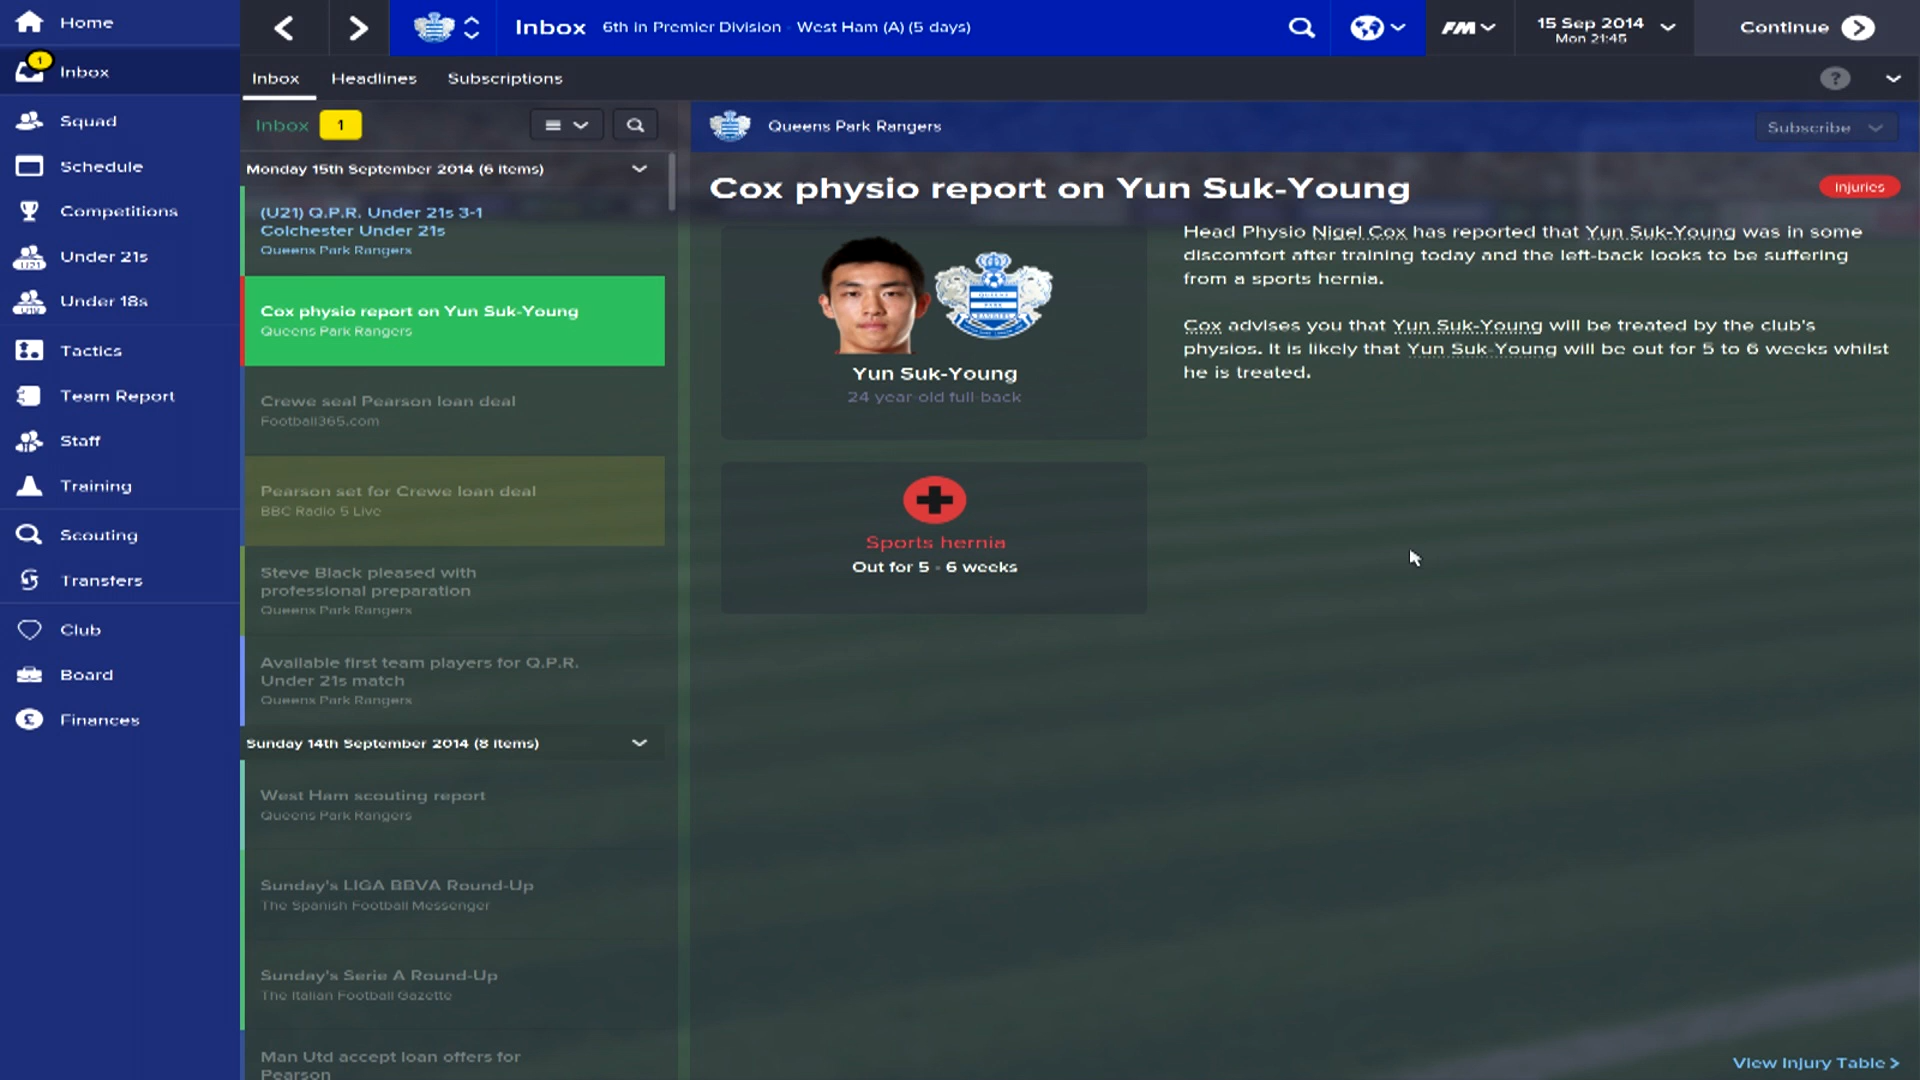 Home
Inbox
1
Squad
Schedule
Competitions
Under 21s
Under 18s
Tactics
Team Report
Staff
Training
Scouting
Transfers
Club
Board
Finances
Inbox 6th in Premier Division - West Ham (A) (5 days)
FM
15 Sep 2014
Mon 21:45
Continue
Inbox Headlines Subscriptions
?
Inbox 1
Monday 15th September 2014 (6 items)
(U21) Q.P.R. Under 21s 3-1
Colchester Under 21s
Queens Park Rangers
Cox physio report on Yun Suk-Young
Queens Park Rangers
Crewe seal Pearson loan deal
Football365.com
Pearson set for Crewe loan deal
BBC Radio 5 Live
Steve Black pleased with
professional preparation
Queens Park Rangers
Available first team players for Q.P.R.
Under 21s match
Queens Park Rangers
Sunday 14th September 2014 (8 items)
West Ham scouting report
Queens Park Rangers
Sunday's LIGA BBVA Round-Up
The Spanish Football Messenger
Sunday's Serie A Round-Up
The Italian Football Gazette
Man Utd accept loan offers for
Pearson
Queens Park Rangers
Subscribe
Cox physio report on Yun Suk-Young
Injuries
Yun Suk-Young
24 year-old full-back
Sports hernia
Out for 5 - 6 weeks
Head Physio Nigel Cox has reported that Yun Suk-Young was in some
discomfort after training today and the left-back looks to be suffering
from a sports hernia.
Cox advises you that Yun Suk-Young will be treated by the club's
physios. It is likely that Yun Suk-Young will be out for 5 to 6 weeks whilst
he is treated.
View Injury Table >